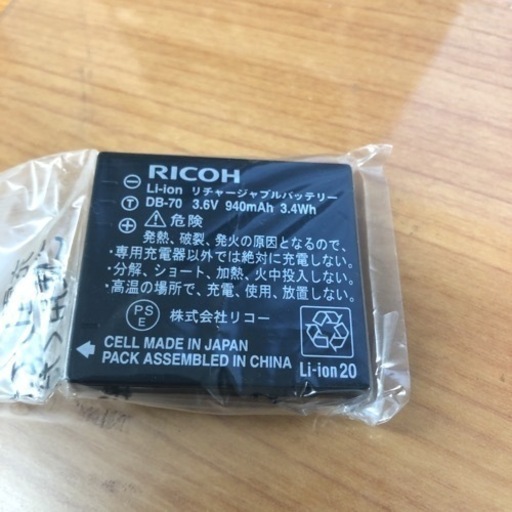 RICOH
Li-ion リチャージャブルバッテリー
DB-70 3.6V 940mAh 3.4Wh
⚠危険
発熱、破裂、発火の原因となるので、
・専用充電器以外では絶対に充電しない。
・分解、ショート、加熱、火中投入しない。
・高温の場所で、充電、使用、放置しない。
PS
E
株式会社リコー
CELL MADE IN JAPAN
PACK ASSEMBLED IN CHINA
Li-ion20